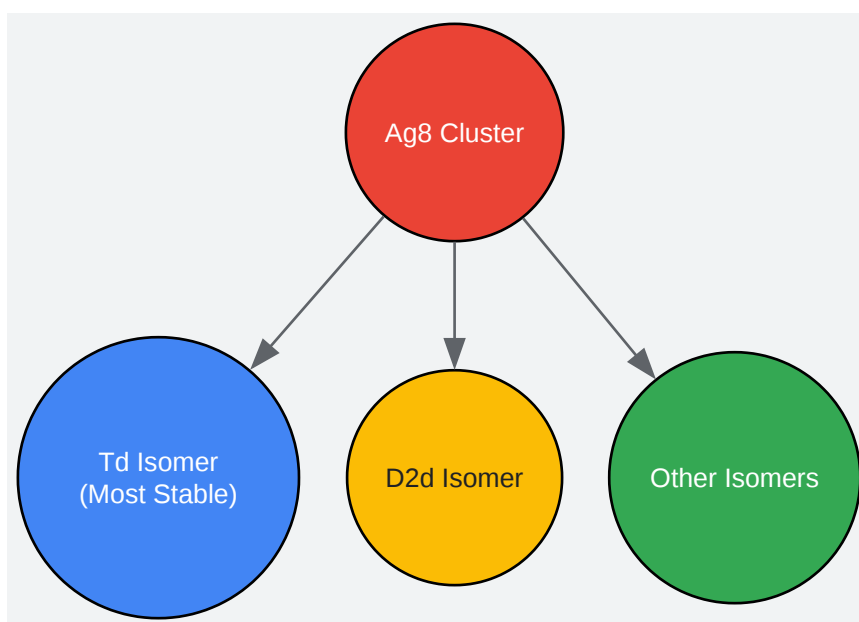 Ag8 Cluster
Td Isomer
(Most Stable)
D2d Isomer
Other Isomers